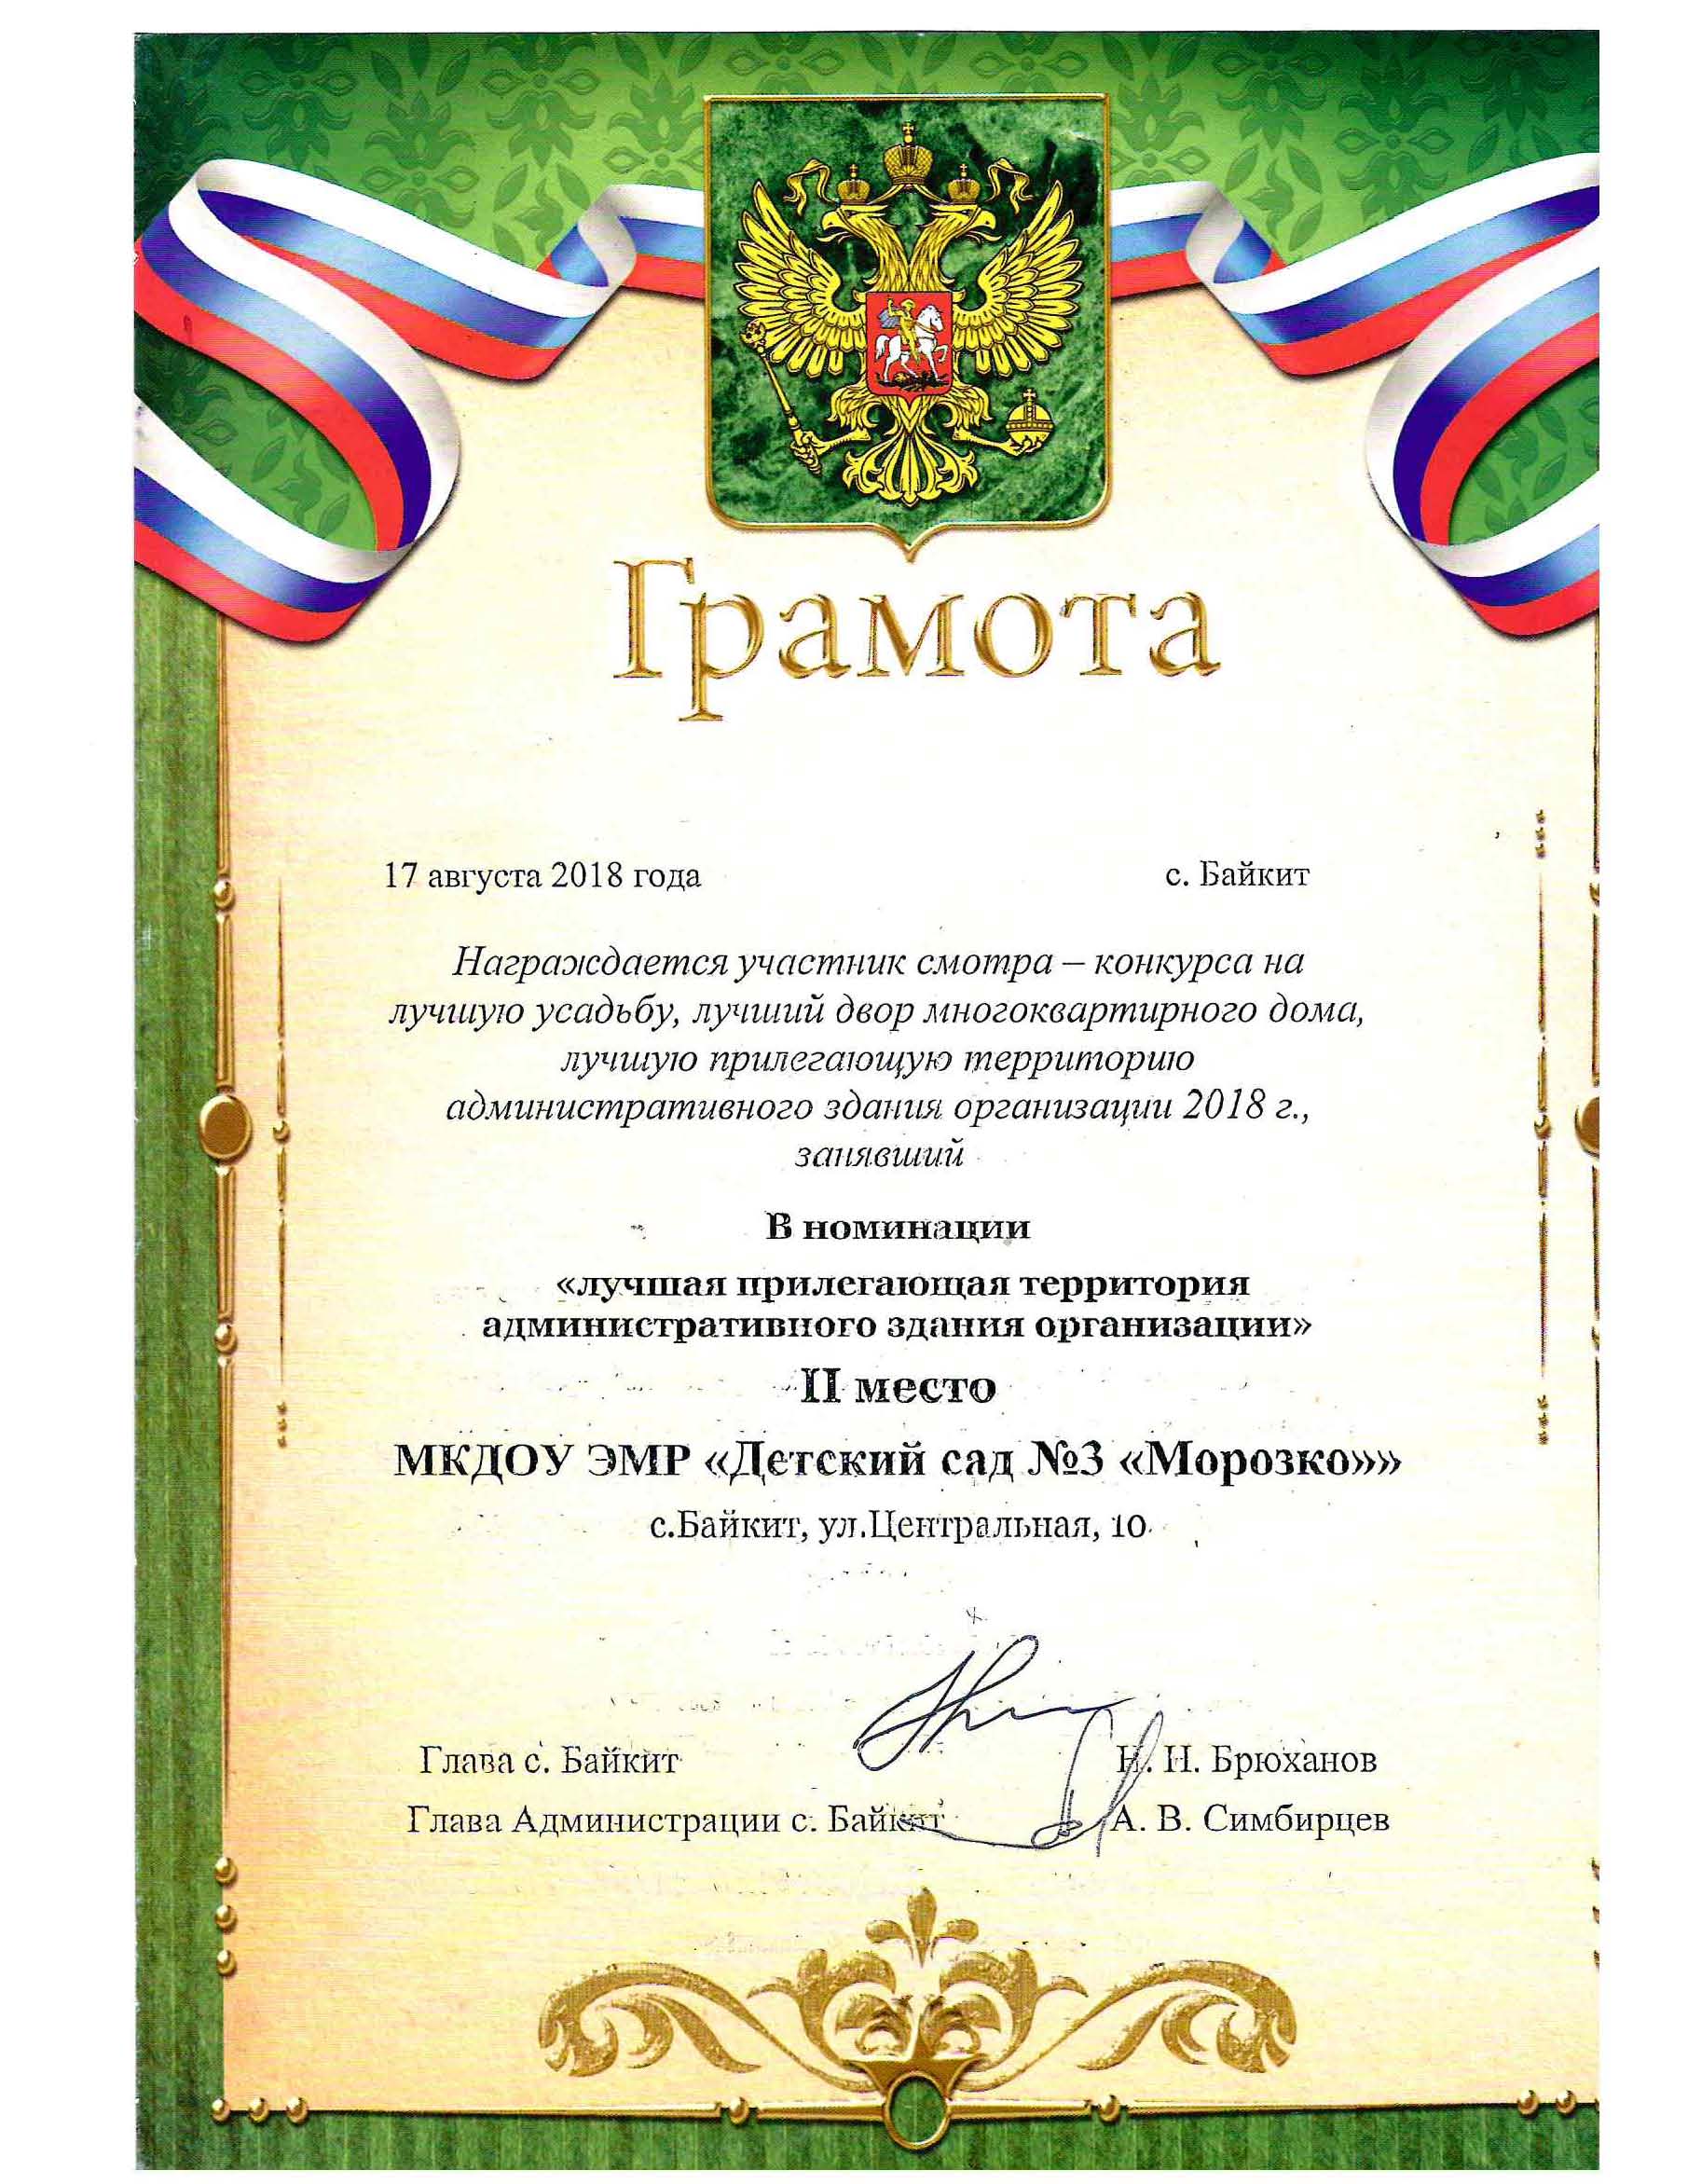 Грамота
17 августа 2018 года с. Байкит
Награждается участник смотра – конкурса на
лучшую усадьбу, лучший двор многоквартирного дома,
лучшую прилегающую территорию
административного здания организации 2018 г.,
занявший
В номинации
«лучшая прилегающая территория
административного здания организации»
II место
МКДОУ ЭМР «Детский сад №3 «Морозко»»
с.Байкит, ул.Центральная, 10
Глава с. Байкит Н. Н. Брюханов
Глава Администрации с. Байкит А. В. Симбирцев